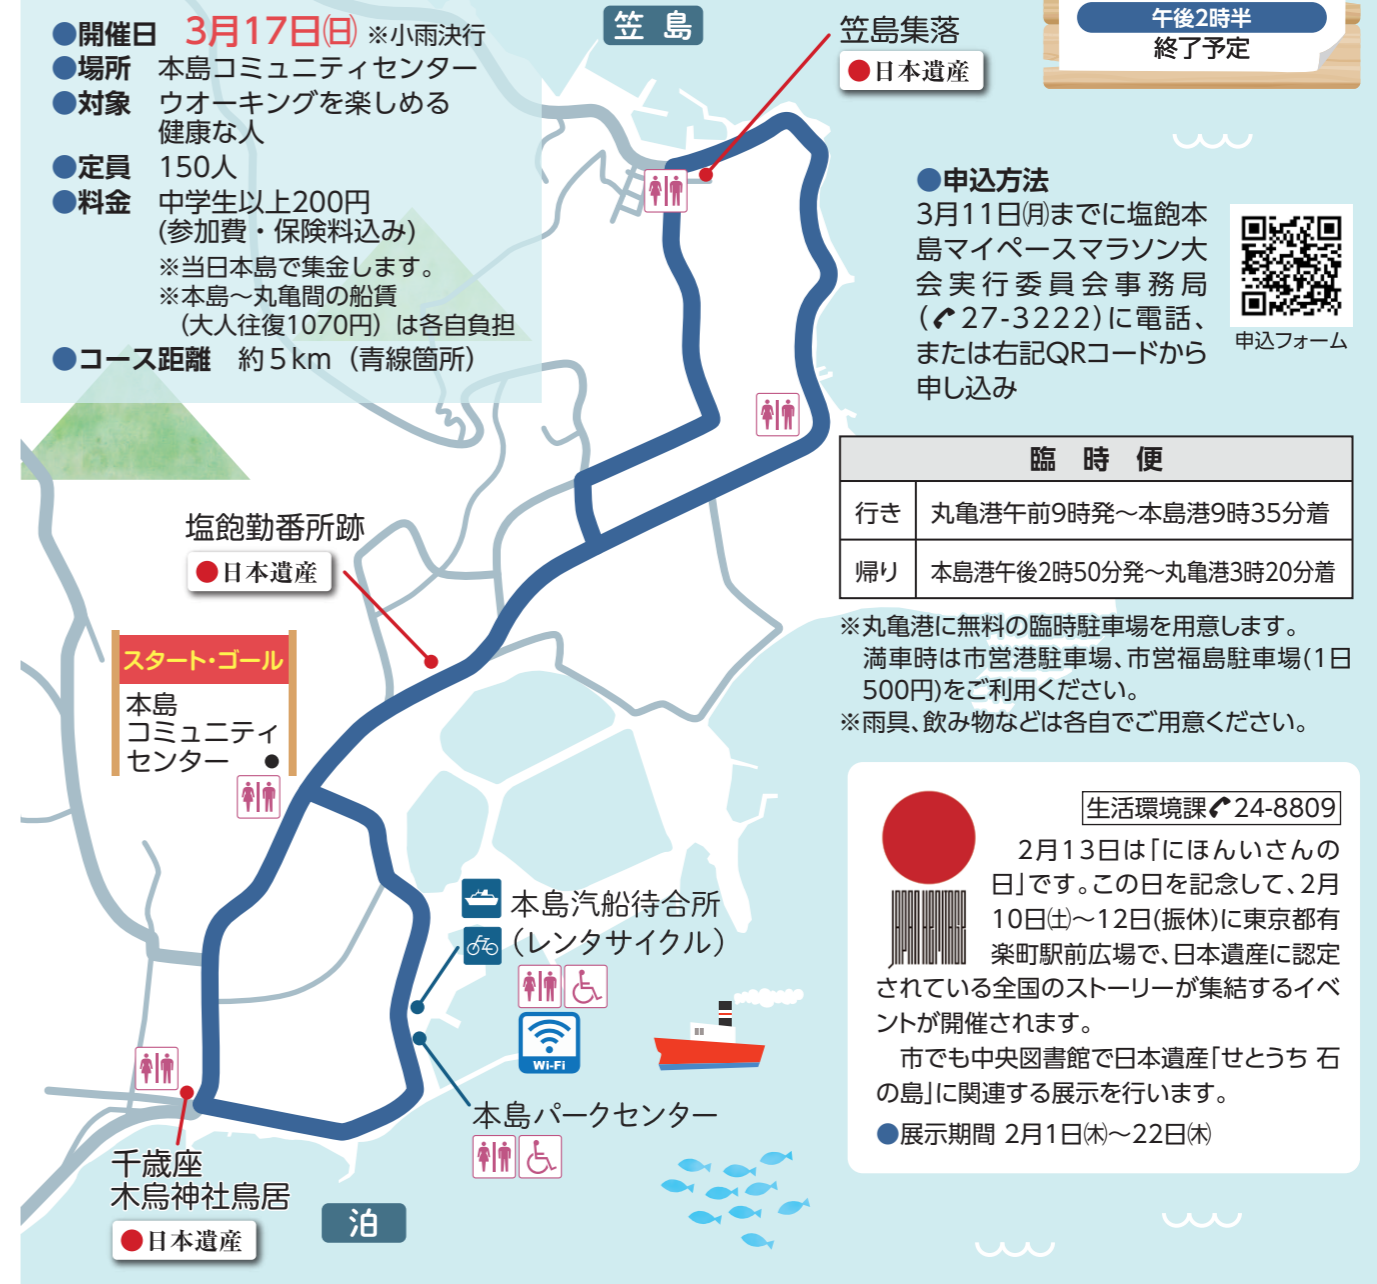 ●開催日 3月17日㈰ ※小雨決行
●場所 本島コミュニティセンター
●対象 ウオーキングを楽しめる
健康な人
●定員 150人
●料金 中学生以上200円
(参加費・保険料込み)
※当日本島で集金します。
※本島～丸亀間の船賃
（大人往復1070円）は各自負担
●コース距離 約５km（青線箇所）
笠島
笠島集落
●日本遺産
午後2時半
終了予定
●申込方法
3月11日㈪までに塩飽本
島マイペースマラソン大
会実行委員会事務局
（✆27-3222）に電話、
または右記QRコードから
申し込み
申込フォーム
臨時便
行き 丸亀港午前9時発～本島港9時35分着
帰り 本島港午後2時50分発～丸亀港3時20分着
※丸亀港に無料の臨時駐車場を用意します。
満車時は市営港駐車場、市営福島駐車場(1日
500円)をご利用ください。
※雨具、飲み物などは各自でご用意ください。
塩飽勤番所跡
●日本遺産
スタート・ゴール
本島
コミュニティ
センター
本島汽船待合所
（レンタサイクル）
Wi-Fi
本島パークセンター
千歳座
木烏神社鳥居
●日本遺産
泊
生活環境課✆24-8809
JAPAN HERITAGE
2月13日は「にほんいさんの
日」です。この日を記念して、2月
10日㈯～12日(振休)に東京都有
楽町駅前広場で、日本遺産に認定
されている全国のストーリーが集結するイベ
ントが開催されます。
市でも中央図書館で日本遺産「せとうち 石
の島」に関連する展示を行います。
●展示期間 2月1日㈭～22日㈭